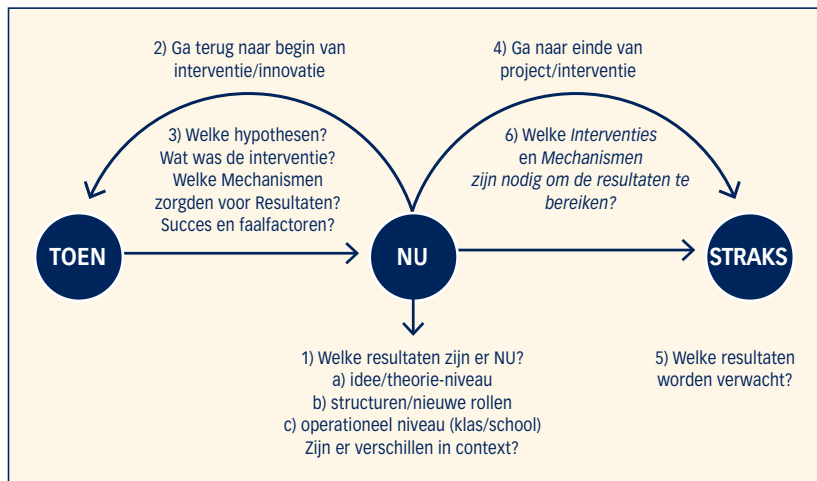 2) Ga terug naar begin van
interventie/innovatie
4) Ga naar einde van
project/interventie
3) Welke hypothesen?
Wat was de interventie?
Welke Mechanismen
zorgden voor Resultaten?
Succes en faalfactoren?
6) Welke Interventies
en Mechanismen
zijn nodig om de resultaten te
bereiken?
TOEN
NU
STRAKS
1) Welke resultaten zijn er NU?
a) idee/theorie-niveau
b) structuren/nieuwe rollen
c) operationeel niveau (klas/school)
Zijn er verschillen in context?
5) Welke resultaten
worden verwacht?